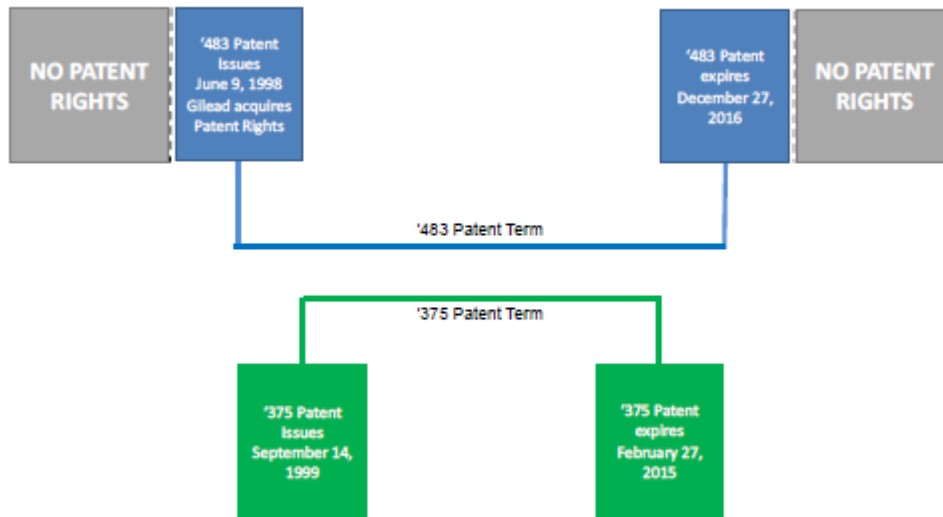 NO PATENT
RIGHTS
'483 Patent
Issues
June 9, 1998
Gilead acquires
Patent Rights
'483 Patent
expires
December 27,
2016
NO PATENT
RIGHTS
'483 Patent Term
'375 Patent Term
'375 Patent
Issues
September 14,
1999
'375 Patent
expires
February 27,
2015